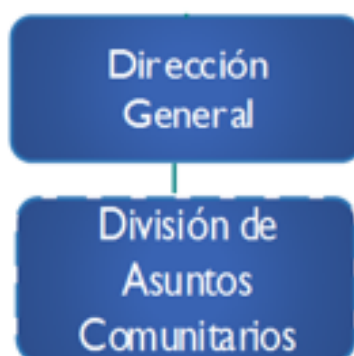 Dirección
General
División de
Asuntos
Comunitarios